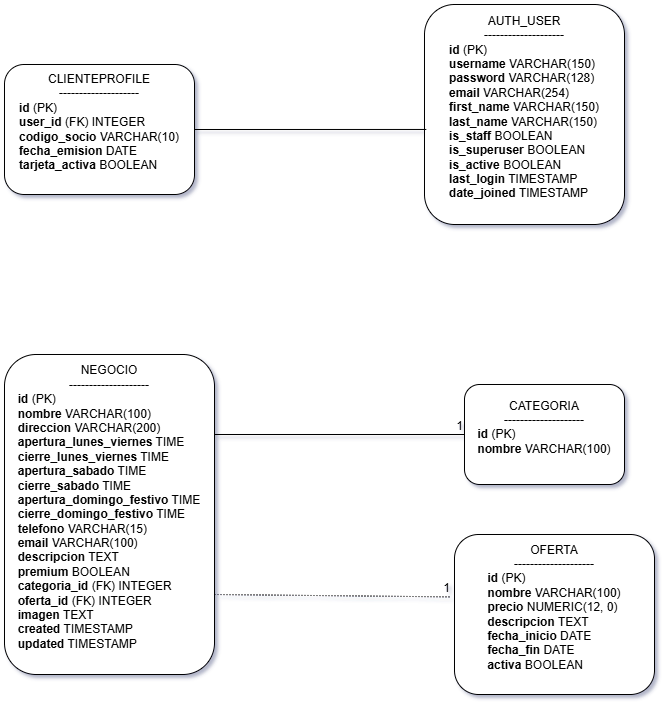 CLIENTEPROFILE
--------------------
id (PK)
user_id (FK) INTEGER
codigo_socio VARCHAR(10)
fecha_emision DATE
tarjeta_activa BOOLEAN
AUTH_USER
--------------------
id (PK)
username VARCHAR(150)
password VARCHAR(128)
email VARCHAR(254)
first_name VARCHAR(150)
last_name VARCHAR(150)
is_staff BOOLEAN
is_superuser BOOLEAN
is_active BOOLEAN
last_login TIMESTAMP
date_joined TIMESTAMP
NEGOCIO
--------------------
id (PK)
nombre VARCHAR(100)
direccion VARCHAR(200)
apertura_lunes_viernes TIME
cierre_lunes_viernes TIME
apertura_sabado TIME
cierre_sabado TIME
apertura_domingo_festivo TIME
cierre_domingo_festivo TIME
telefono VARCHAR(15)
email VARCHAR(100)
descripcion TEXT
premium BOOLEAN
categoria_id (FK) INTEGER
oferta_id (FK) INTEGER
imagen TEXT
created TIMESTAMP
updated TIMESTAMP
1
CATEGORIA
--------------------
id (PK)
nombre VARCHAR(100)
1
OFERTA
--------------------
id (PK)
nombre VARCHAR(100)
precio NUMERIC(12, 0)
descripcion TEXT
fecha_inicio DATE
fecha_fin DATE
activa BOOLEAN